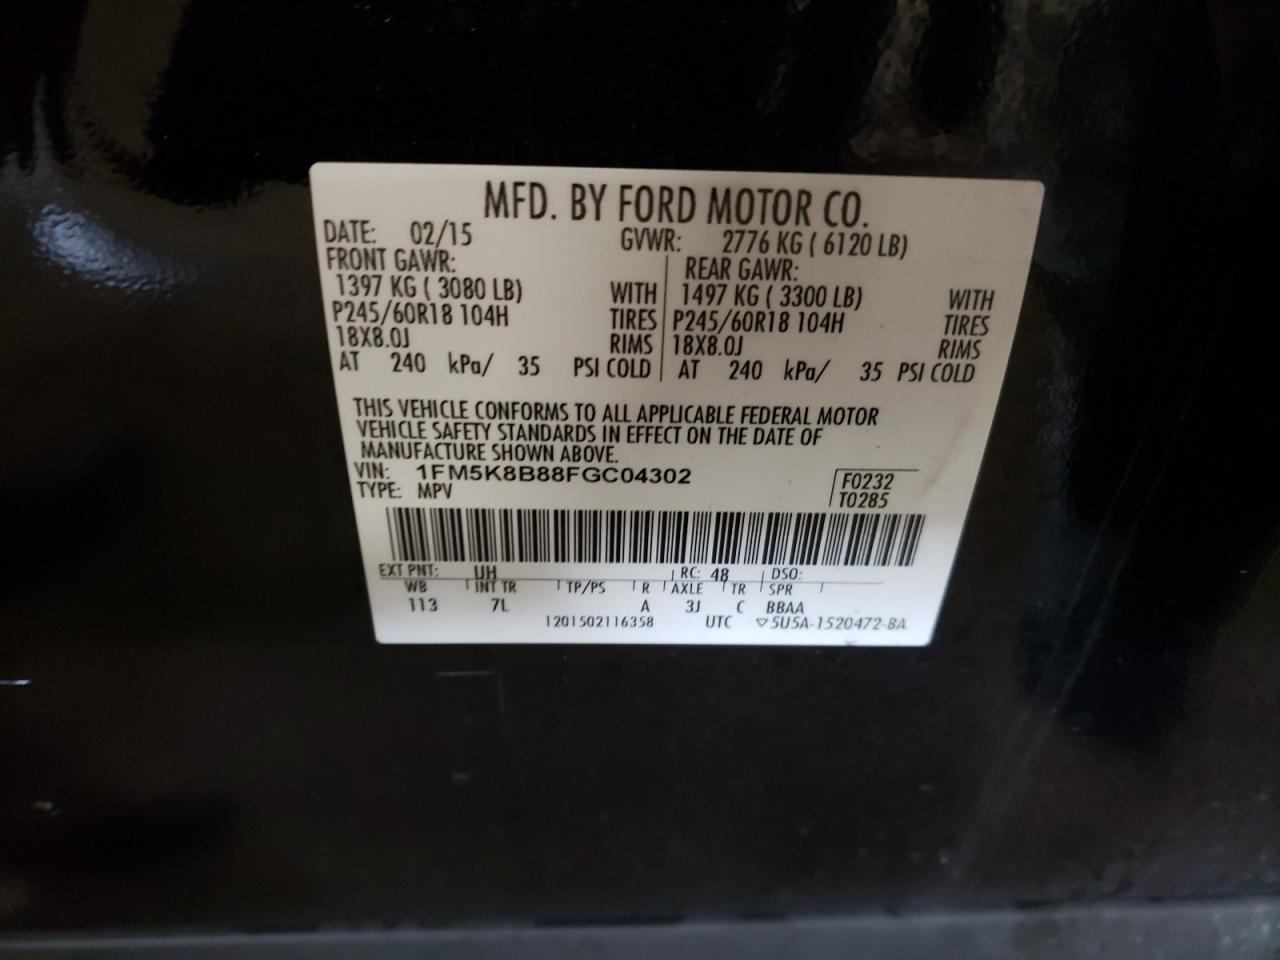 MFD. BY FORD MOTOR CO.
DATE: 02/15 GVWR: 2776 KG ( 6120 LB)
FRONT GAWR: REAR GAWR:
1397 KG ( 3080 LB) WITH 1497 KG ( 3300 LB) WITH
P245/60R18 104H TIRES P245/60R18 104H TIRES
18X8.0J RIMS 18X8.0J RIMS
AT 240 kPa/ 35 PSI COLD AT 240 kPa/ 35 PSI COLD
THIS VEHICLE CONFORMS TO ALL APPLICABLE FEDERAL MOTOR
VEHICLE SAFETY STANDARDS IN EFFECT ON THE DATE OF
MANUFACTURE SHOWN ABOVE.
VIN: 1FM5K8B88FGC04302 F0232
TYPE: MPV T0285
EXT PNT: UH RC: 48 DSO:
WB INT TR TP/PS R AXLE TR SPR
113 7L A 3J C BBAA
1201502116358 UTC ▽5U5A-1520472-BA